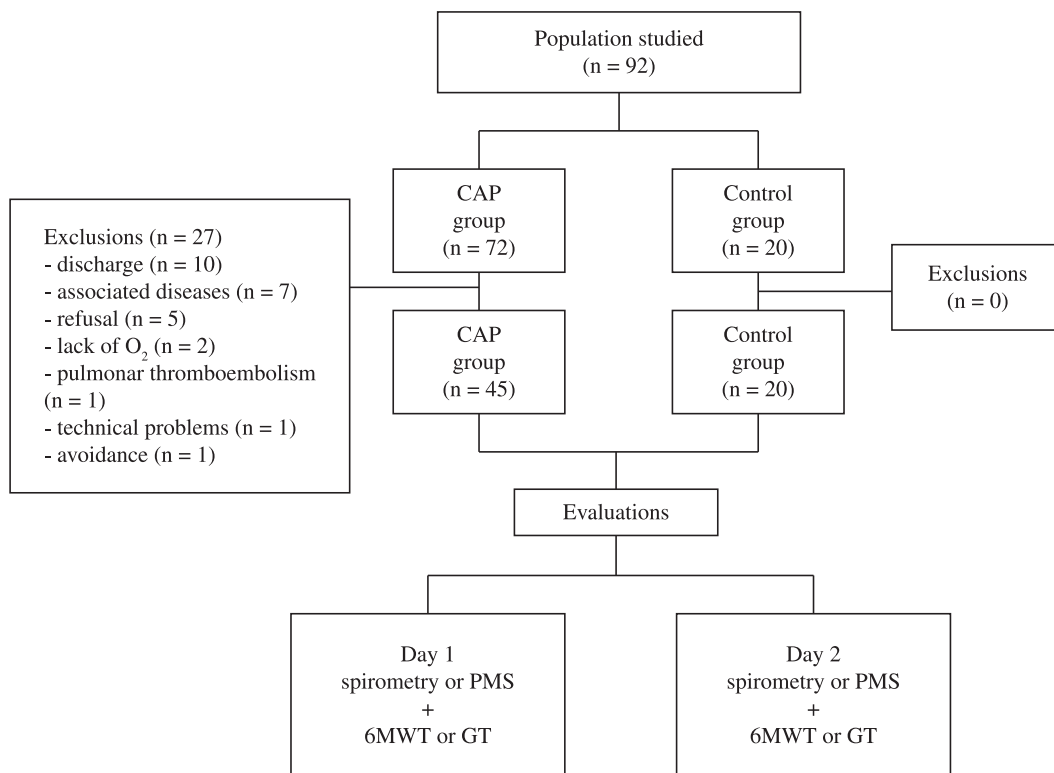 Population studied
(n = 92)
CAP
group
(n = 72)
Control
group
(n = 20)
Exclusions (n = 27)
- discharge (n = 10)
- associated diseases (n = 7)
- refusal (n = 5)
- lack of O₂ (n = 2)
- pulmonar thromboembolism
(n = 1)
- technical problems (n = 1)
- avoidance (n = 1)
Exclusions
(n = 0)
CAP
group
(n = 45)
Control
group
(n = 20)
Evaluations
Day 1
spirometry or PMS
+
6MWT or GT
Day 2
spirometry or PMS
+
6MWT or GT